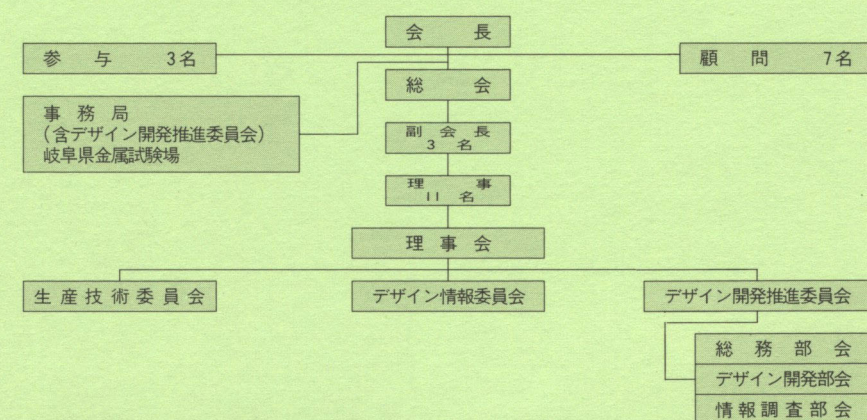 会長
参与 3名
顧問 7名
総会
事務局
（含デザイン開発推進委員会）
岐阜県金属試験場
副会長
3名
理事
11名
理事会
生産技術委員会
デザイン情報委員会
デザイン開発推進委員会
総務部会
デザイン開発部会
情報調査部会